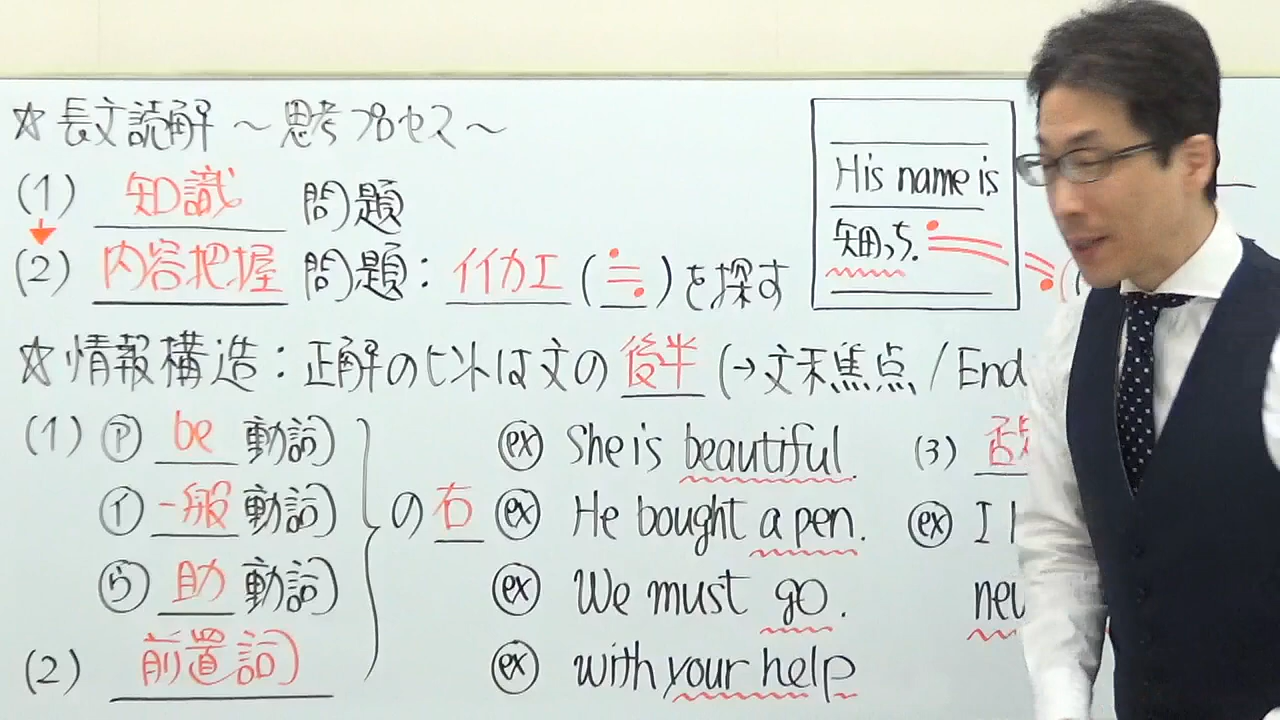 ☆長文読解～思考プロセス～
(1) 知識 問題
(2) 内容把握 問題：イイカエ(≒)を探す
His name is
知っち.
☆情報構造：正解のヒントは文の後半(→文末焦点/End
(1) ㋐ be 動詞
㋑ 一般動詞
㋒ 助動詞
(2) 前置詞
の右
ex She is beautiful.
ex He bought a pen.
ex We must go.
ex with your help
(3) 否
ex I